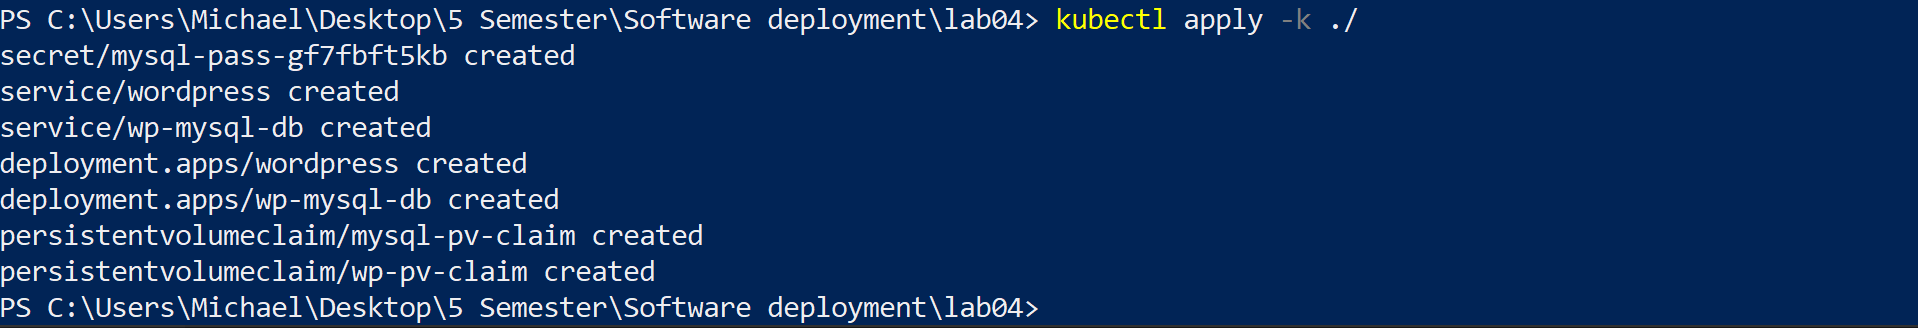 PS C:\Users\Michael\Desktop\5 Semester\Software deployment\lab04> kubectl apply -k ./
secret/mysql-pass-gf7fbft5kb created
service/wordpress created
service/wp-mysql-db created
deployment.apps/wordpress created
deployment.apps/wp-mysql-db created
persistentvolumeclaim/mysql-pv-claim created
persistentvolumeclaim/wp-pv-claim created
PS C:\Users\Michael\Desktop\5 Semester\Software deployment\lab04>